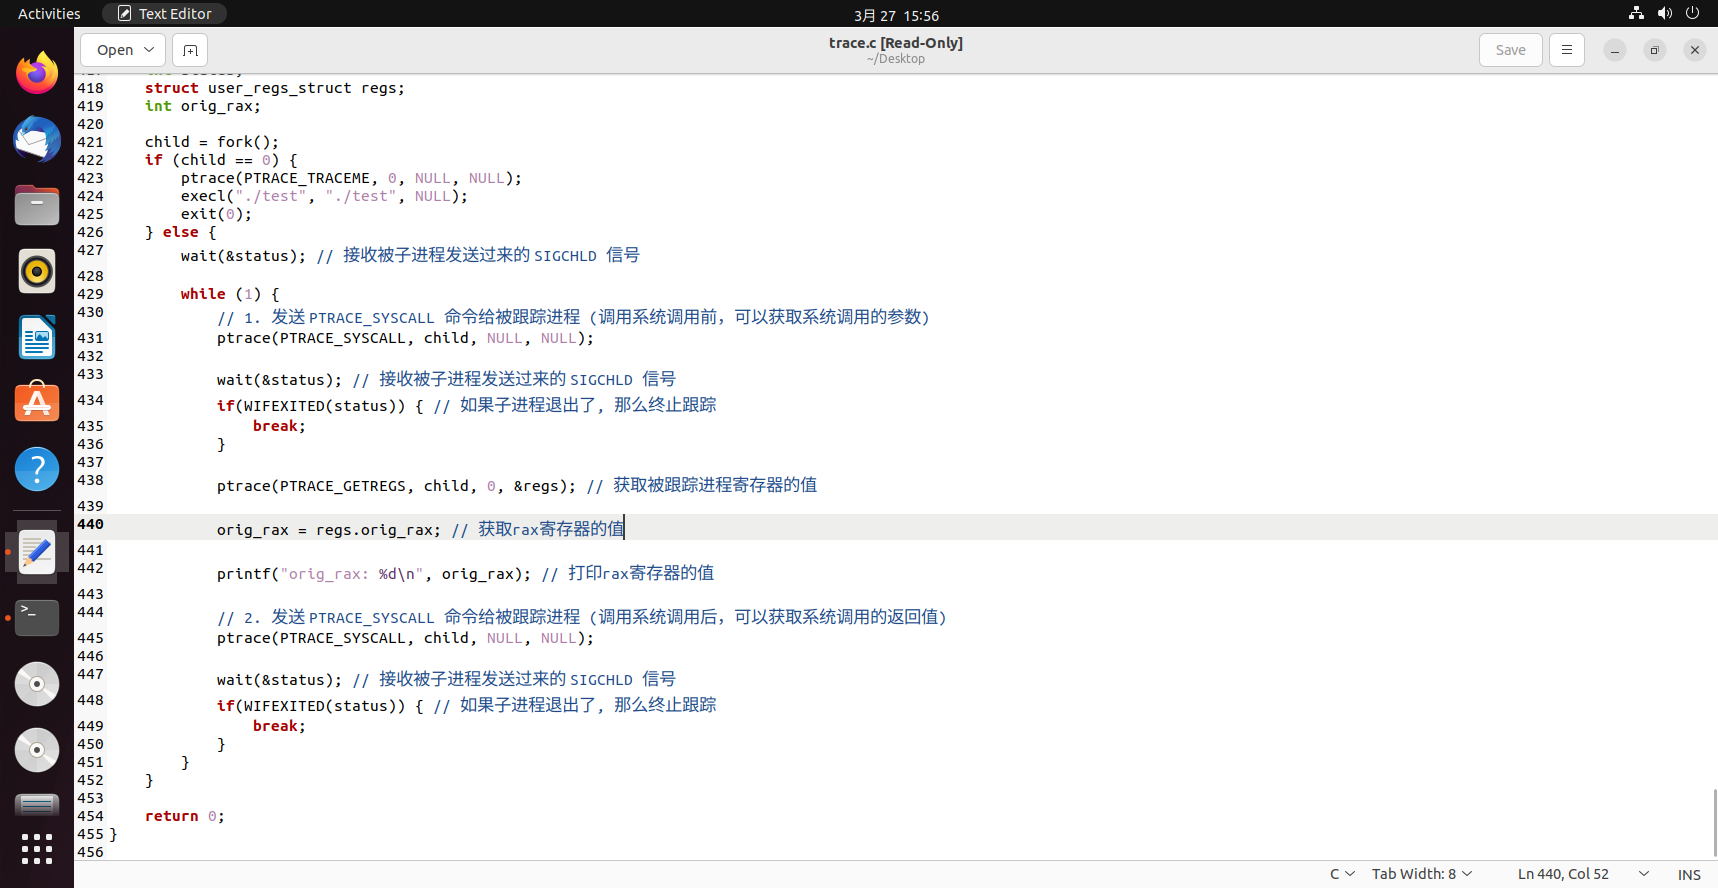 Activities
Text Editor
3月 27 15:56
Open
trace.c [Read-Only]
~/Desktop
Save
418 struct user_regs_struct regs;
419 int orig_rax;
420
421 child = fork();
422 if (child == 0) {
423 ptrace(PTRACE_TRACEME, 0, NULL, NULL);
424 execl("./test", "./test", NULL);
425 exit(0);
426 } else {
427 wait(&status); // 接收被子进程发送过来的 SIGCHLD 信号
428
429 while (1) {
430 // 1. 发送 PTRACE_SYSCALL 命令给被跟踪进程 (调用系统调用前，可以获取系统调用的参数)
431 ptrace(PTRACE_SYSCALL, child, NULL, NULL);
432
433 wait(&status); // 接收被子进程发送过来的 SIGCHLD 信号
434 if(WIFEXITED(status)) { // 如果子进程退出了, 那么终止跟踪
435 break;
436 }
437
438 ptrace(PTRACE_GETREGS, child, 0, &regs); // 获取被跟踪进程寄存器的值
439
440 orig_rax = regs.orig_rax; // 获取rax寄存器的值
441
442 printf("orig_rax: %d\n", orig_rax); // 打印rax寄存器的值
443
444 // 2. 发送 PTRACE_SYSCALL 命令给被跟踪进程 (调用系统调用后，可以获取系统调用的返回值)
445 ptrace(PTRACE_SYSCALL, child, NULL, NULL);
446
447 wait(&status); // 接收被子进程发送过来的 SIGCHLD 信号
448 if(WIFEXITED(status)) { // 如果子进程退出了, 那么终止跟踪
449 break;
450 }
451 }
452 }
453
454 return 0;
455 }
456
C
Tab Width: 8
Ln 440, Col 52
INS